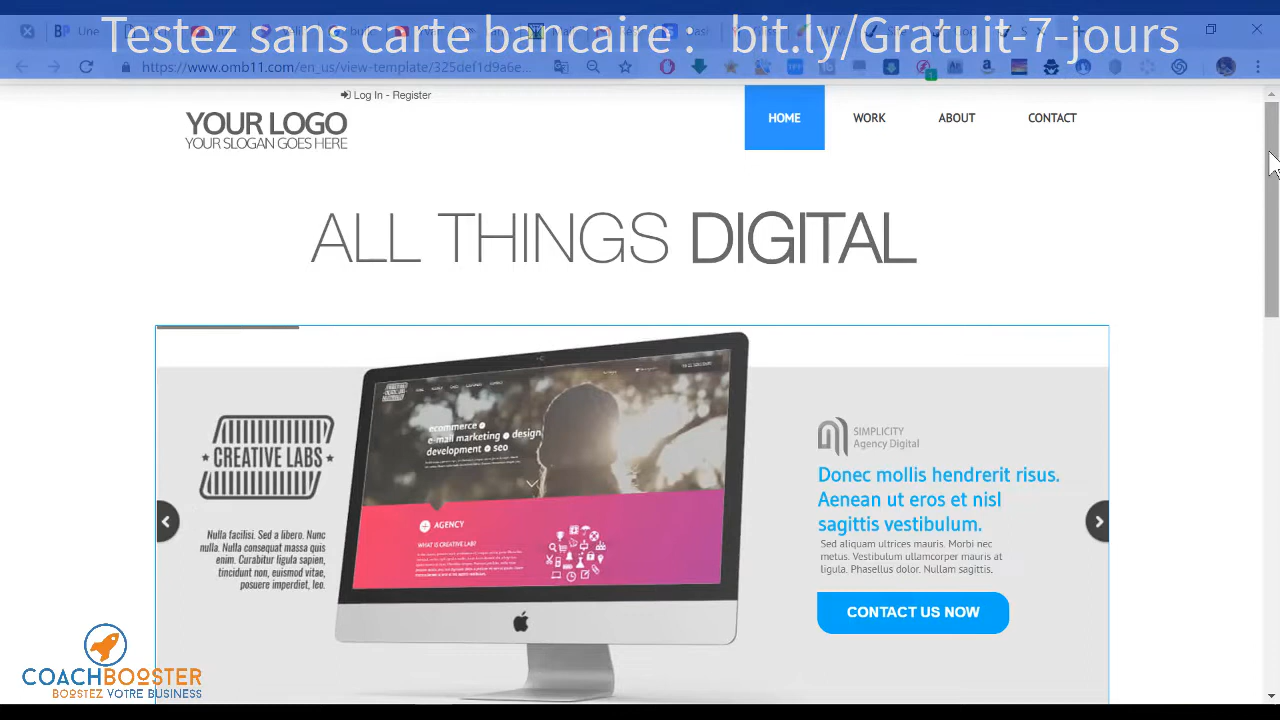 Testez sans carte bancaire : bit.ly/Gratuit-7-jours
https://www.omb11.com/en_us/view-template/325def1d9a6e...
Log In - Register
YOUR LOGO
YOUR SLOGAN GOES HERE
HOME
WORK
ABOUT
CONTACT
ALL THINGS DIGITAL
CREATIVE LABS
Nulla facilisi. Sed a libero. Nunc
nulla. Nulla consequat massa quis
enim. Curabitur ligula sapien,
tincidunt non, euismod vitae,
posuere imperdiet, leo.
ecommerce
e-mail marketing design
development seo
AGENCY
WHAT IS CREATIVE LAB?
SIMPLICITY
Agency Digital
Donec mollis hendrerit risus.
Aenean ut eros et nisl
sagittis vestibulum.
Sed aliquam ultrices mauris. Morbi nec
metus. Vestibulum ullamcorper mauris at
ligula. Phasellus dolor. Nullam sagittis.
CONTACT US NOW
COACHBOOSTER
BOOSTEZ VOTRE BUSINESS